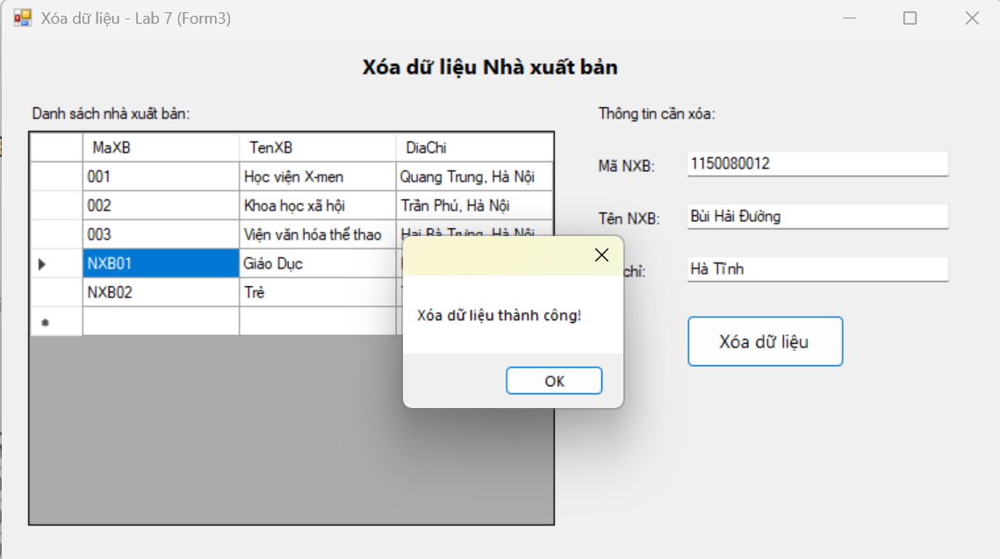 Xóa dữ liệu - Lab 7 (Form3)
Xóa dữ liệu Nhà xuất bản
Danh sách nhà xuất bản:
MaXB TenXB DiaChi
001 Học viện X-men Quang Trung, Hà Nội
002 Khoa học xã hội Trần Phú, Hà Nội
003 Viện văn hóa thể thao Hai Bà Trưng, Hà Nội
NXB01 Giáo Dục
NXB02 Trẻ
Thông tin cần xóa:
Mã NXB: 1150080012
Tên NXB: Bùi Hải Đường
chỉ: Hà Tĩnh
Xóa dữ liệu
Xóa dữ liệu thành công!
OK